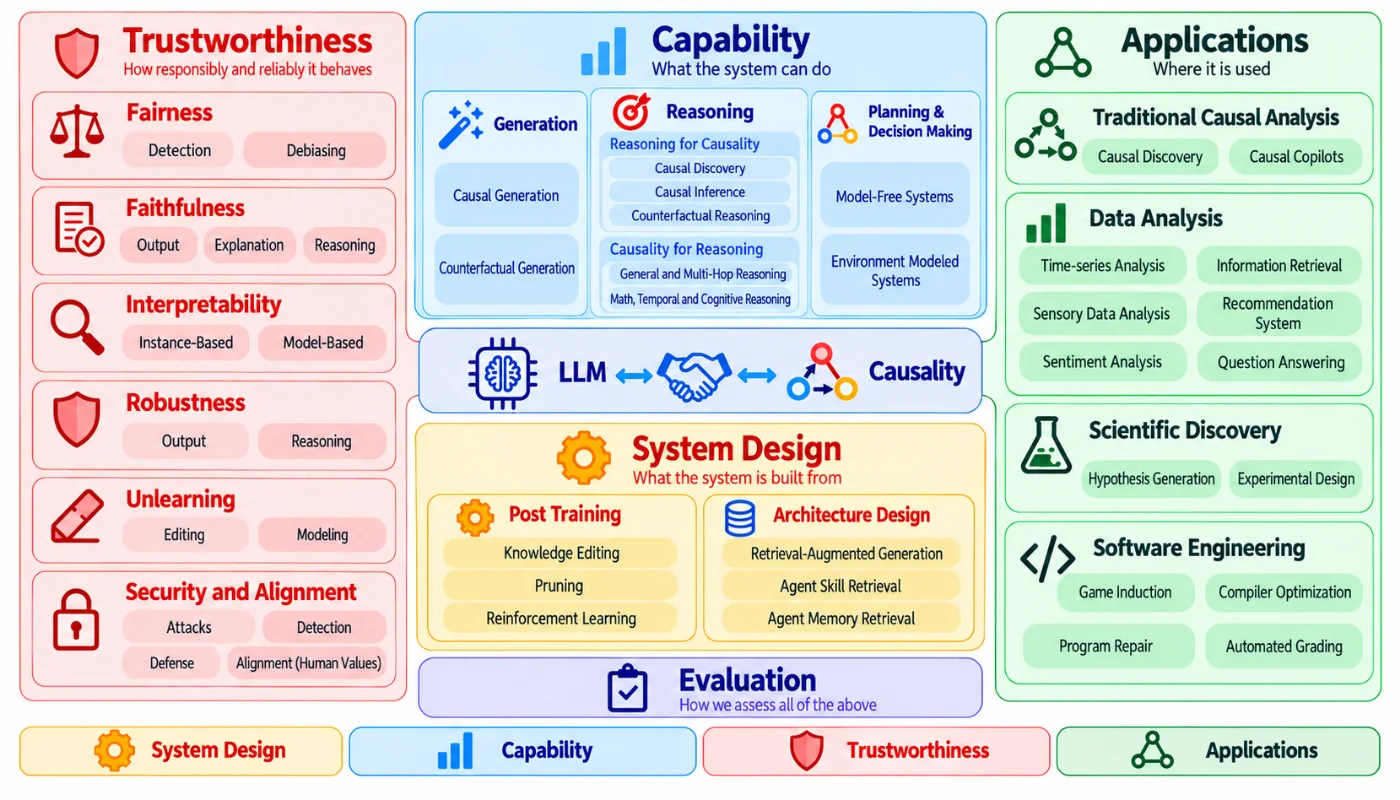 Trustworthiness
How responsibly and reliably it behaves
Fairness
Detection
Debiasing
Faithfulness
Output
Explanation
Reasoning
Interpretability
Instance-Based
Model-Based
Robustness
Output
Reasoning
Unlearning
Editing
Modeling
Security and Alignment
Attacks
Detection
Defense
Alignment (Human Values)
Capability
What the system can do
Generation
Causal Generation
Counterfactual Generation
Reasoning
Reasoning for Causality
Causal Discovery
Causal Inference
Counterfactual Reasoning
Causality for Reasoning
General and Multi-Hop Reasoning
Math, Temporal and Cognitive Reasoning
Planning &
Decision Making
Model-Free Systems
Environment Modeled
Systems
LLM
Causality
System Design
What the system is built from
Post Training
Knowledge Editing
Pruning
Reinforcement Learning
Architecture Design
Retrieval-Augmented Generation
Agent Skill Retrieval
Agent Memory Retrieval
Evaluation
How we assess all of the above
Applications
Where it is used
Traditional Causal Analysis
Causal Discovery
Causal Copilots
Data Analysis
Time-series Analysis
Information Retrieval
Sensory Data Analysis
Recommendation
System
Sentiment Analysis
Question Answering
Scientific Discovery
Hypothesis Generation
Experimental Design
Software Engineering
Game Induction
Compiler Optimization
Program Repair
Automated Grading
System Design
Capability
Trustworthiness
Applications